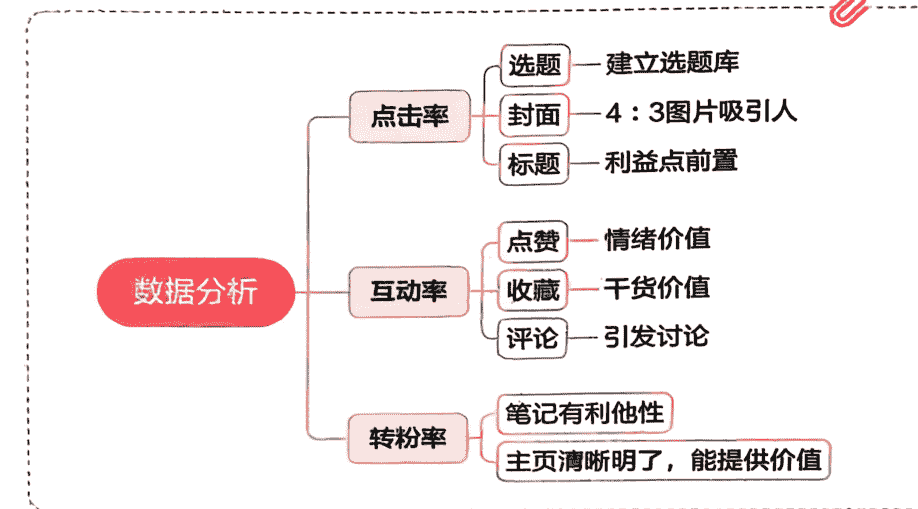 数据分析
点击率
选题 建立选题库
封面 4：3图片吸引人
标题 利益点前置
互动率
点赞 情绪价值
收藏 干货价值
评论 引发讨论
转粉率
笔记有利他性
主页清晰明了，能提供价值